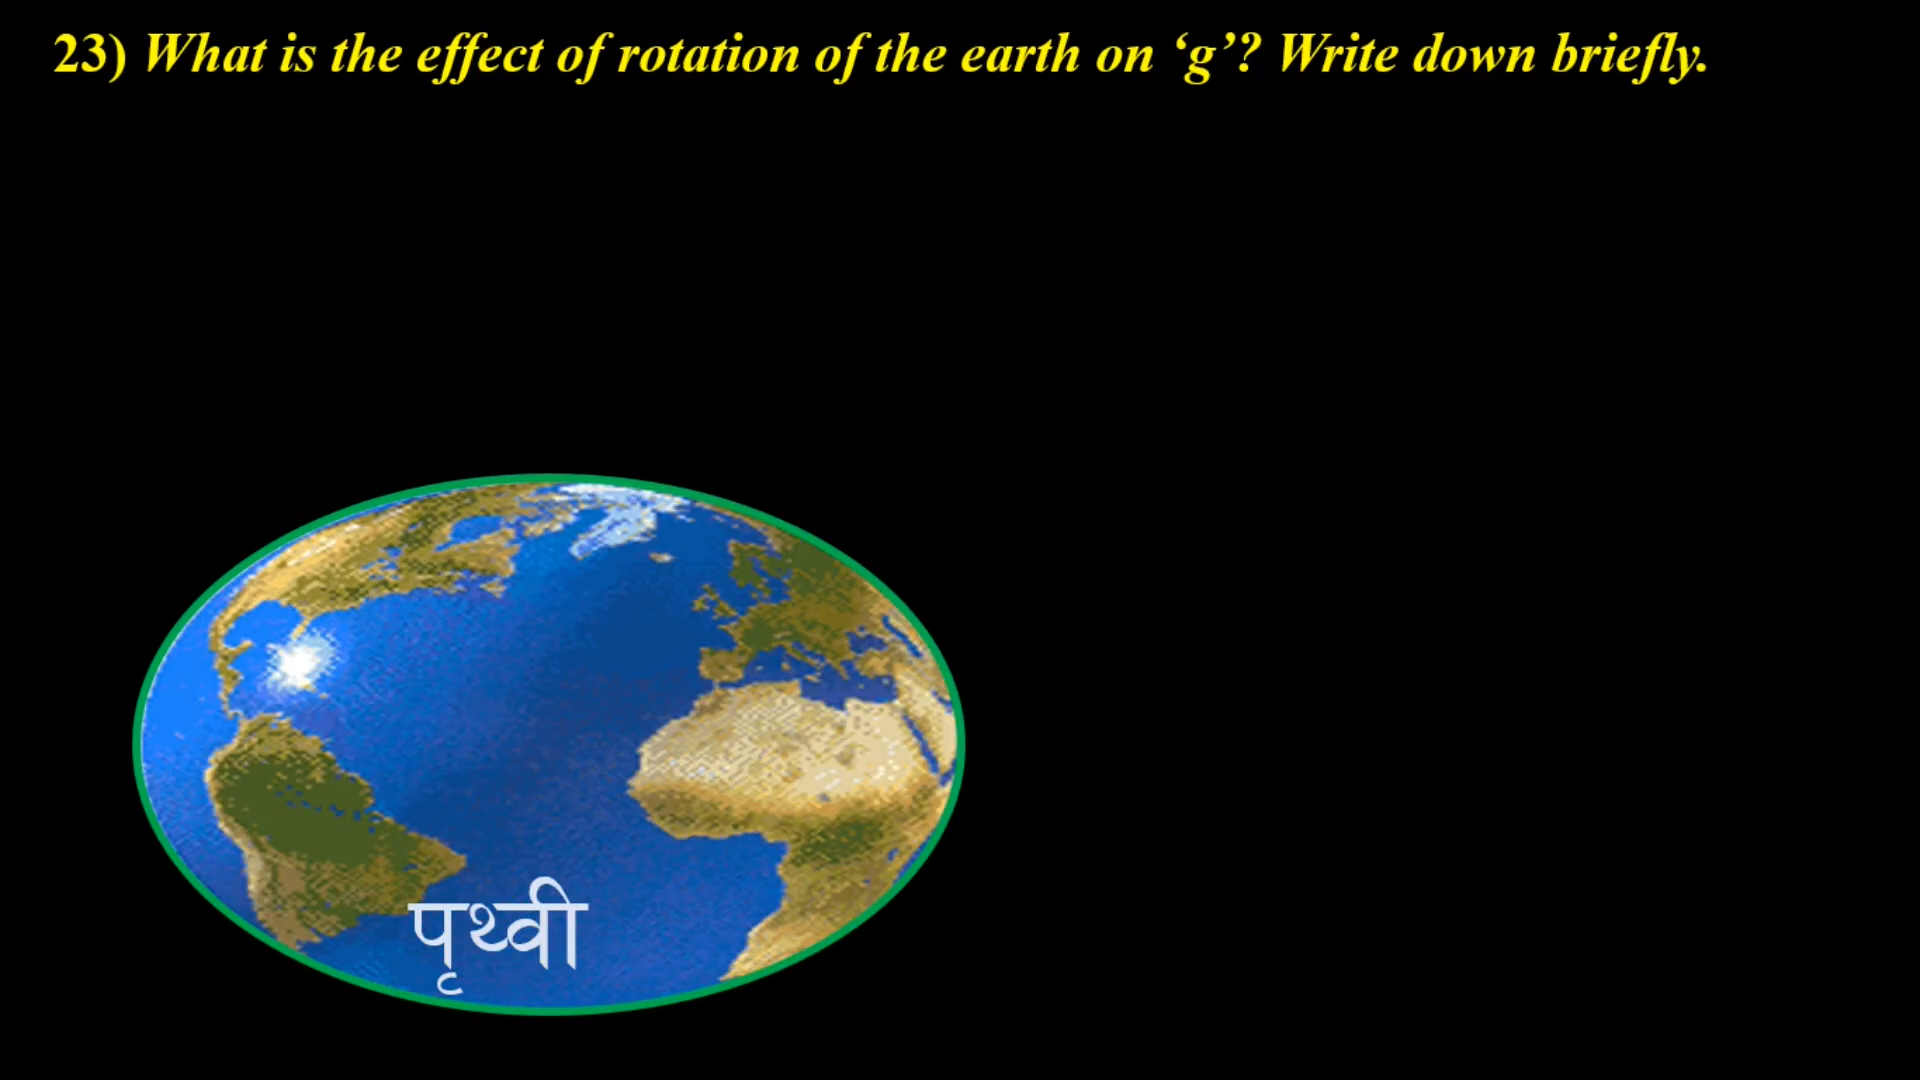 23) What is the effect of rotation of the earth on ‘g’? Write down briefly.
पृथ्वी